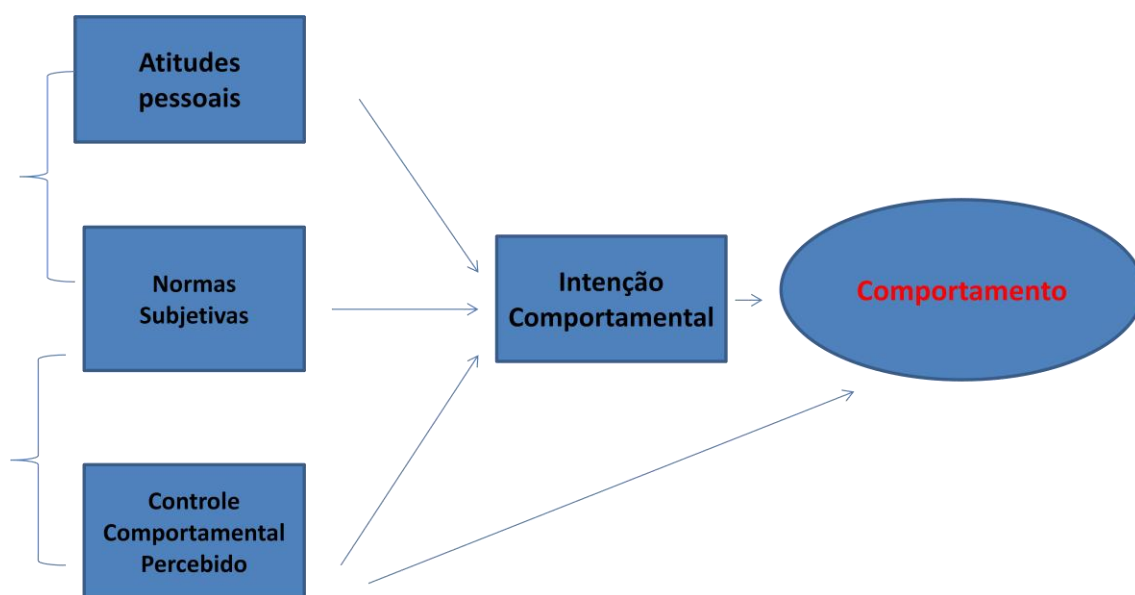 Atitudes
pessoais
Normas
Subjetivas
Controle
Comportamental
Percebido
Intenção
Comportamental
Comportamento